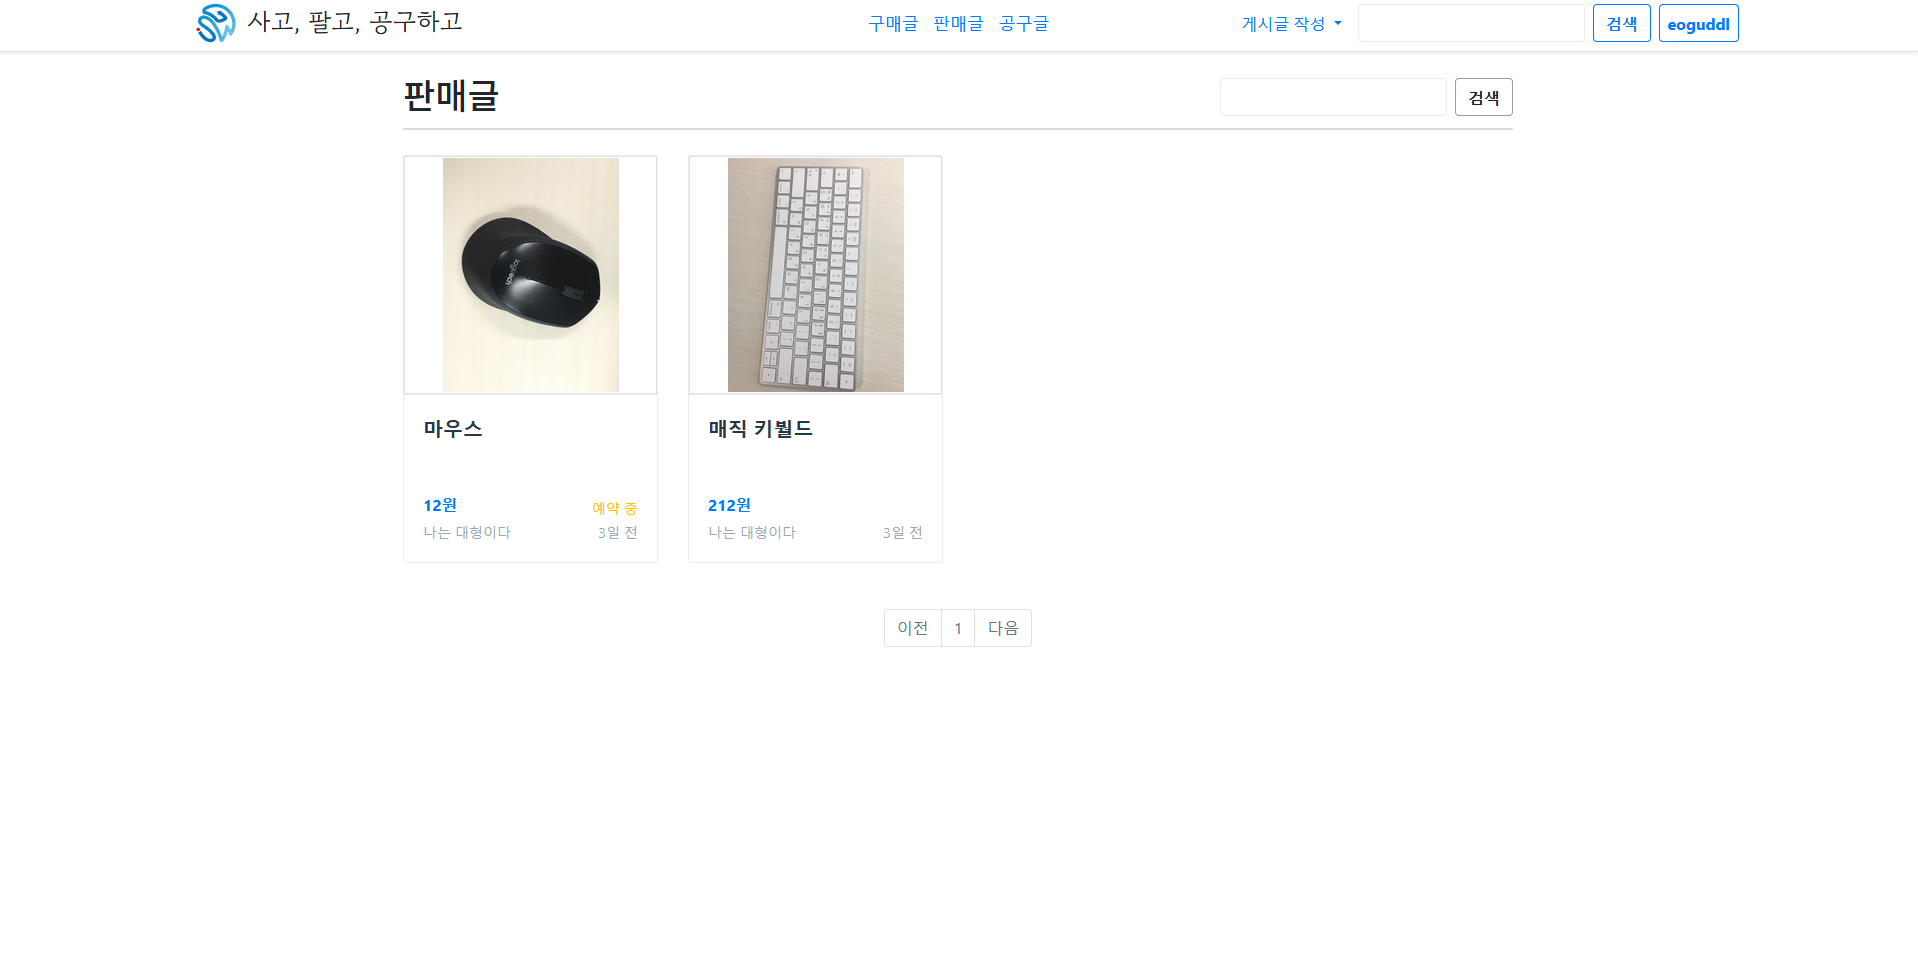 사고, 팔고, 공구하고
구매글 판매글 공구글
게시글 작성
검색
eoguddl
판매글
검색
logitech
마우스
12원
예약 중
나는 대형이다
3일 전
매직 키뷜드
212원
나는 대형이다
3일 전
이전 1 다음